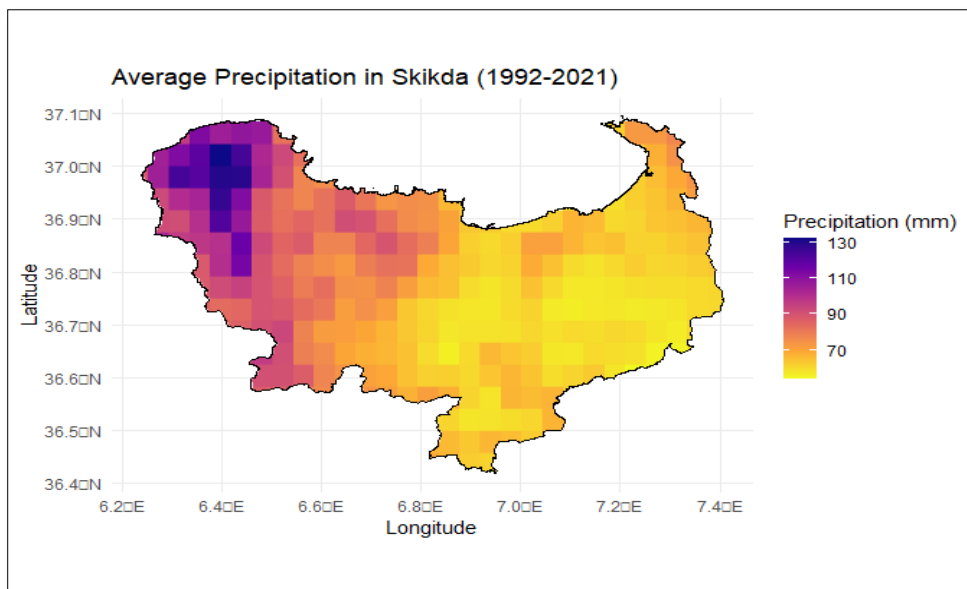 Average Precipitation in Skikda (1992-2021)
37.1□N
37.0□N
36.9□N
36.8□N
36.7□N
36.6□N
36.5□N
36.4□N
Latitude
6.2□E 6.4□E 6.6□E 6.8□E 7.0□E 7.2□E 7.4□E
Longitude
Precipitation (mm)
130
110
90
70